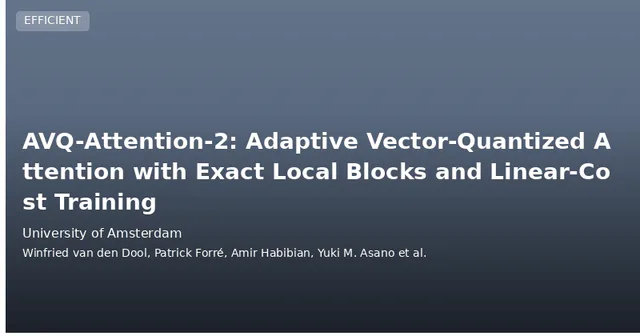 EFFICIENT
AVQ-Attention-2: Adaptive Vector-Quantized A
ttention with Exact Local Blocks and Linear-Co
st Training
University of Amsterdam
Winfried van den Dool, Patrick Forré, Amir Habibian, Yuki M. Asano et al.